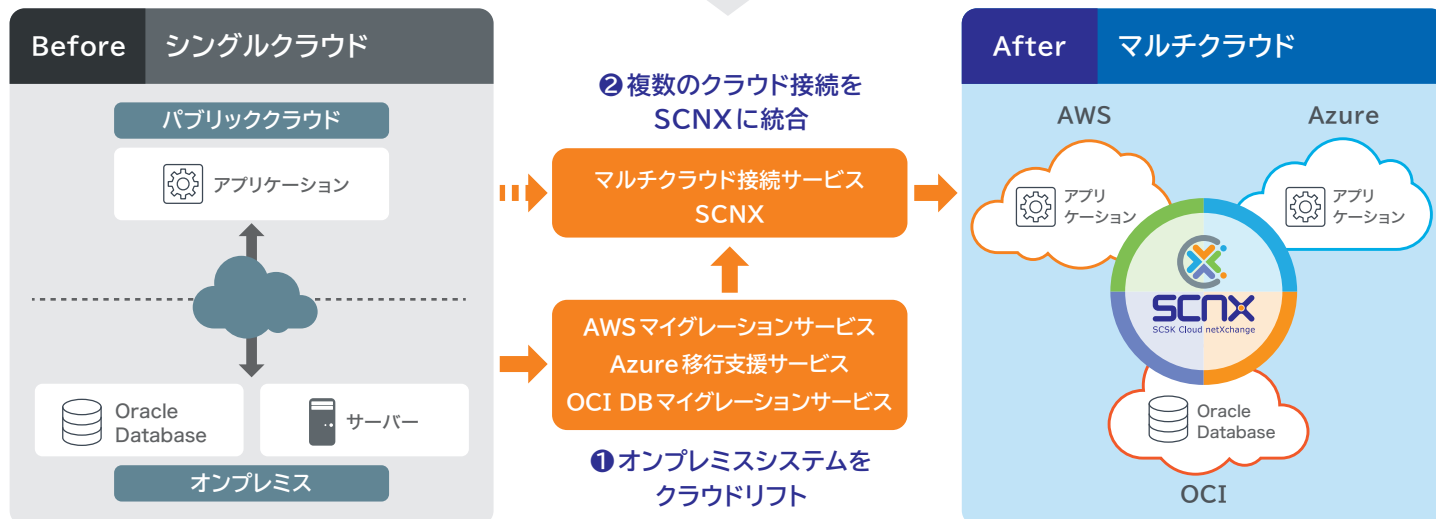 Before
シングルクラウド
パブリッククラウド
アプリケーション
Oracle
Database
サーバー
オンプレミス
❷複数のクラウド接続を
SCNXに統合
マルチクラウド接続サービス
SCNX
AWSマイグレーションサービス
Azure移行支援サービス
OCI DBマイグレーションサービス
❶オンプレミスシステムを
クラウドリフト
After
マルチクラウド
AWS
Azure
アプリ
ケーション
アプリ
ケーション
SCNX
SCSK Cloud netXchange
Oracle
Database
OCI